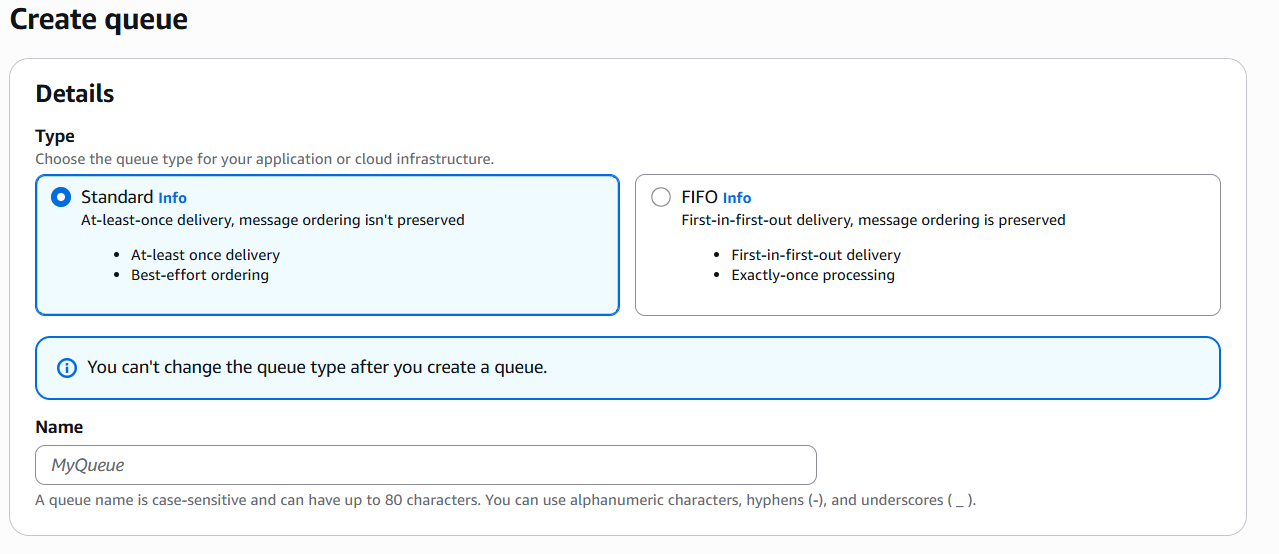 Create queue
Details
Type
Choose the queue type for your application or cloud infrastructure.
Standard Info
At-least-once delivery, message ordering isn't preserved
• At-least once delivery
• Best-effort ordering
FIFO Info
First-in-first-out delivery, message ordering is preserved
• First-in-first-out delivery
• Exactly-once processing
You can't change the queue type after you create a queue.
Name
MyQueue
A queue name is case-sensitive and can have up to 80 characters. You can use alphanumeric characters, hyphens (-), and underscores ( _ ).